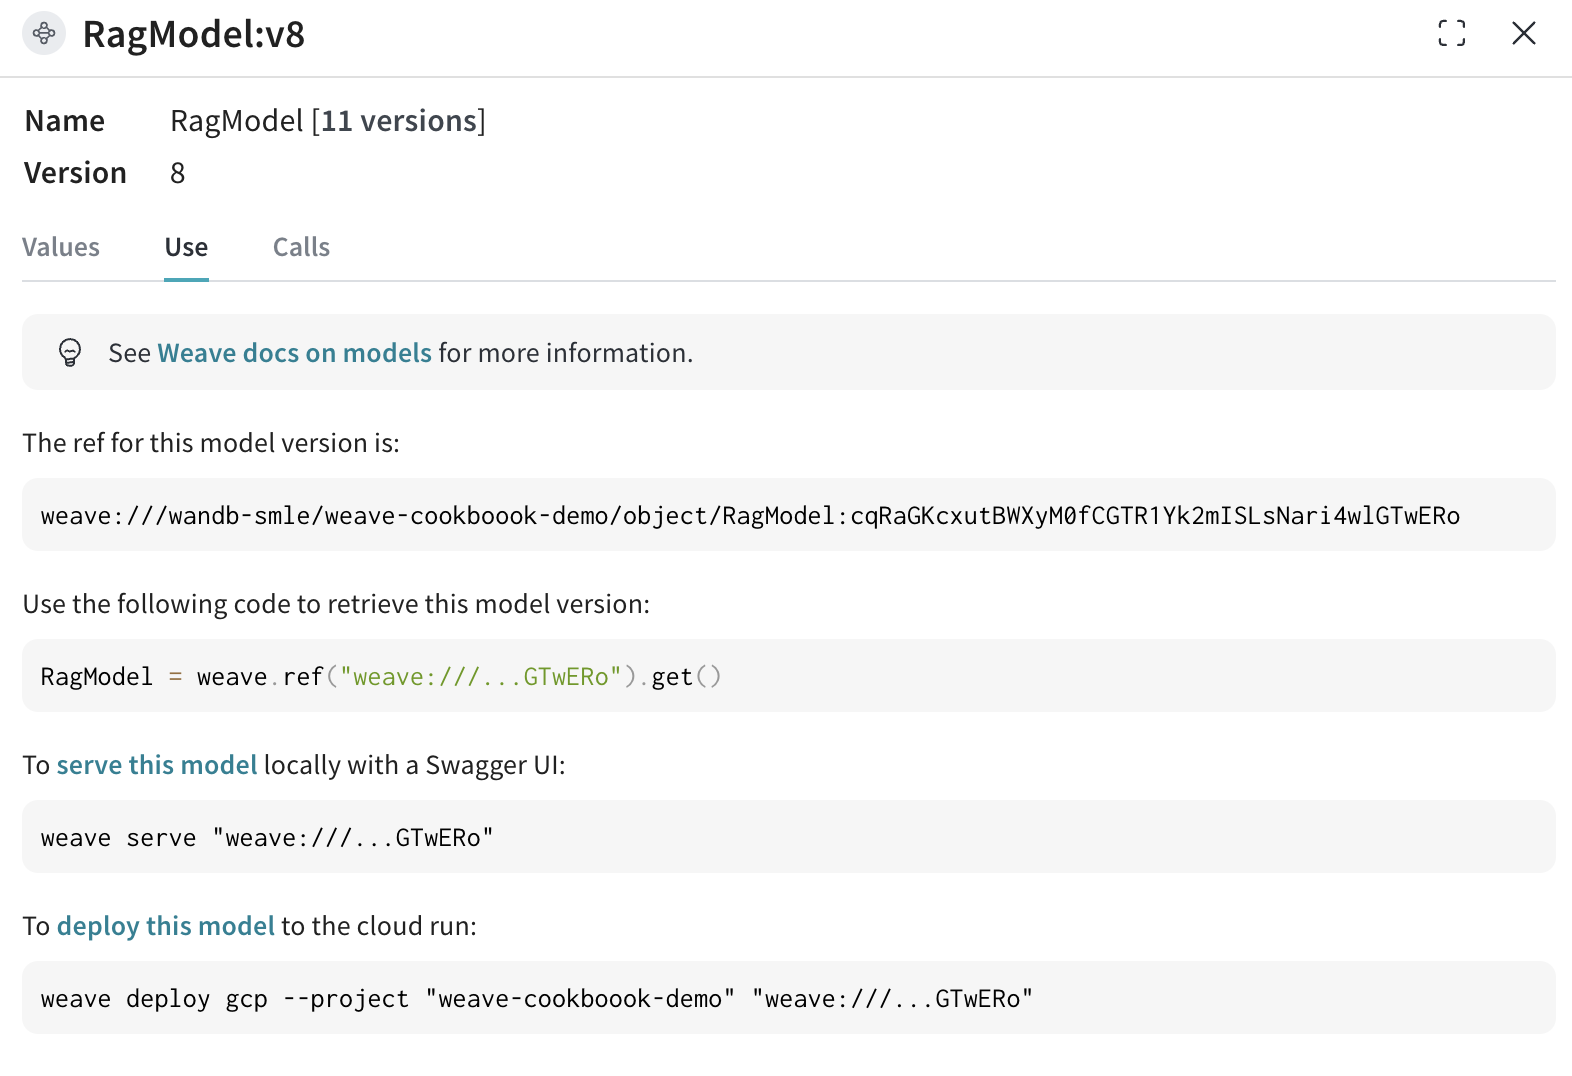 RagModel:v8
Name RagModel [11 versions]
Version 8
Values Use Calls
See Weave docs on models for more information.
The ref for this model version is:
weave:///wandb-smle/weave-cookboook-demo/object/RagModel:cqRaGKcxutBWXyM0fCGTR1Yk2mISLsNari4wlGTwERo
Use the following code to retrieve this model version:
RagModel = weave.ref("weave:///...GTwERo").get()
To serve this model locally with a Swagger UI:
weave serve "weave:///...GTwERo"
To deploy this model to the cloud run:
weave deploy gcp --project "weave-cookboook-demo" "weave:///...GTwERo"